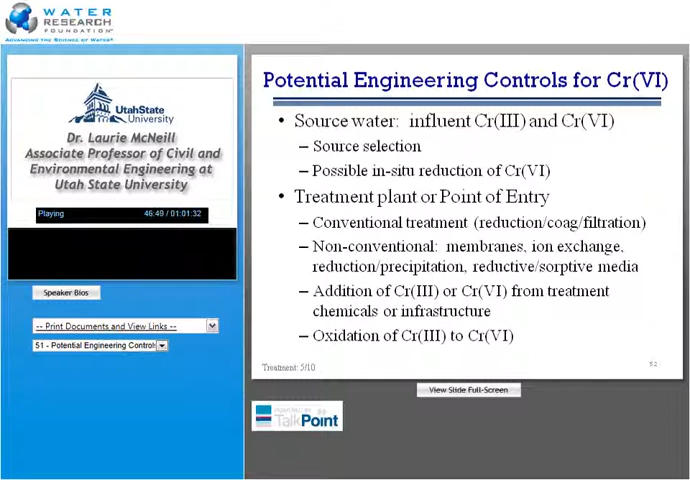 WATER
RESEARCH
FOUNDATION
ADVANCING THE SCIENCE OF WATER
UtahState
University
Dr. Laurie McNeill
Associate Professor of Civil and
Environmental Engineering at
Utah State University
Playing 46:49 / 01:01:32
Speaker Bios
-- Print Documents and View Links --
51 - Potential Engineering Controls
Potential Engineering Controls for Cr(VI)
• Source water: influent Cr(III) and Cr(VI)
– Source selection
– Possible in-situ reduction of Cr(VI)
• Treatment plant or Point of Entry
– Conventional treatment (reduction/coag/filtration)
– Non-conventional: membranes, ion exchange,
reduction/precipitation, reductive/sorptive media
– Addition of Cr(III) or Cr(VI) from treatment
chemicals or infrastructure
– Oxidation of Cr(III) to Cr(VI)
Treatment: 5/10
52
View Slide Full-Screen
TalkPoint